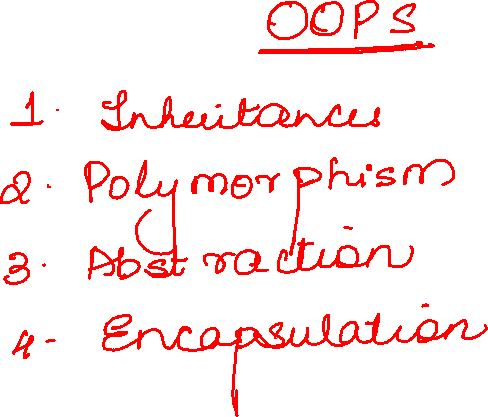 OOPS
1. Inheritances
2. Polymorphism
3. Abstraction
4- Encapsulation